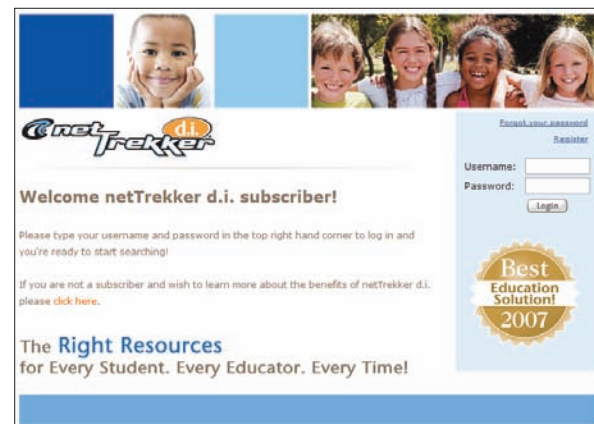 net Trekker d.i.
Forgot your password
Register
Username:
Password:
Login
Welcome netTrekker d.i. subscriber!
Please type your username and password in the top right hand corner to log in and
you're ready to start searching!
If you are not a subscriber and wish to learn more about the benefits of netTrekker d.i.
please click here.
Best
Education
Solution!
2007
The Right Resources
for Every Student. Every Educator. Every Time!